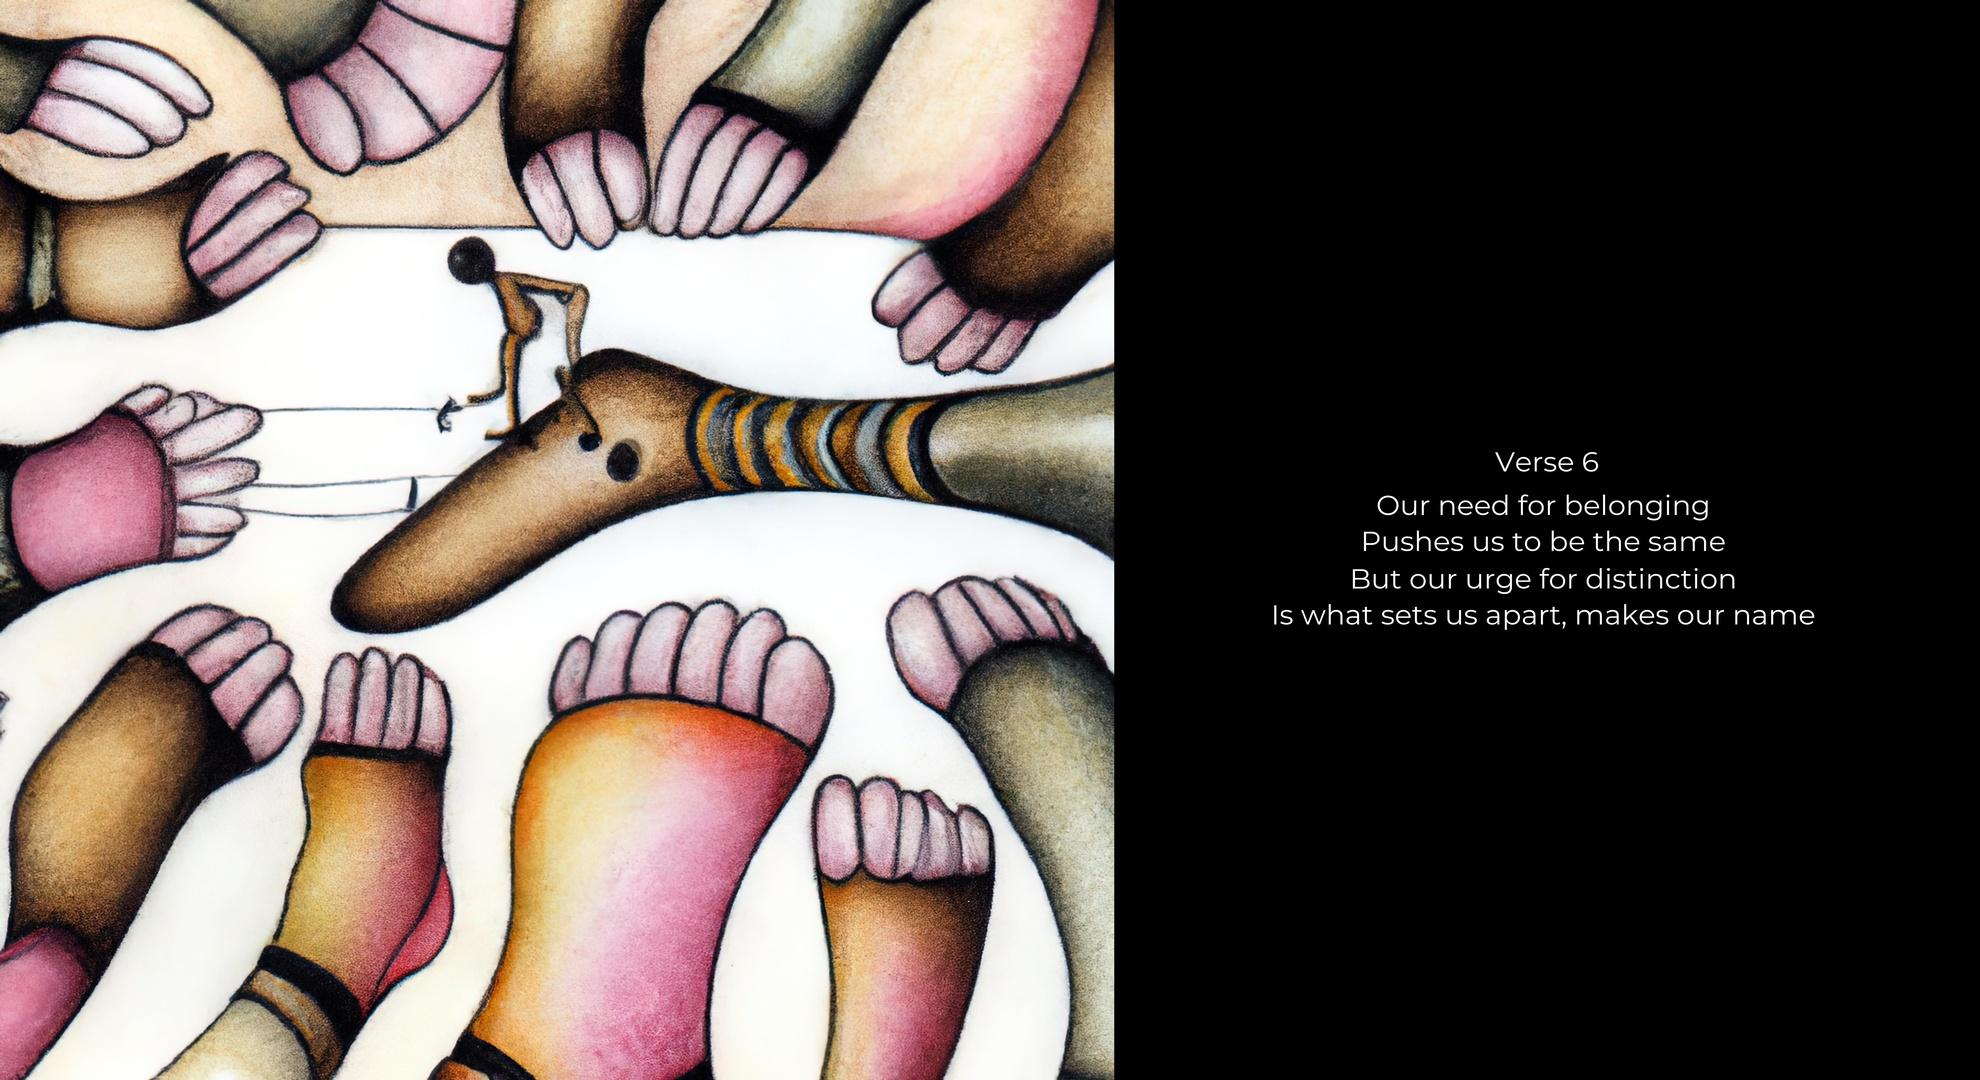 Verse 6
Our need for belonging
Pushes us to be the same
But our urge for distinction
Is what sets us apart, makes our name